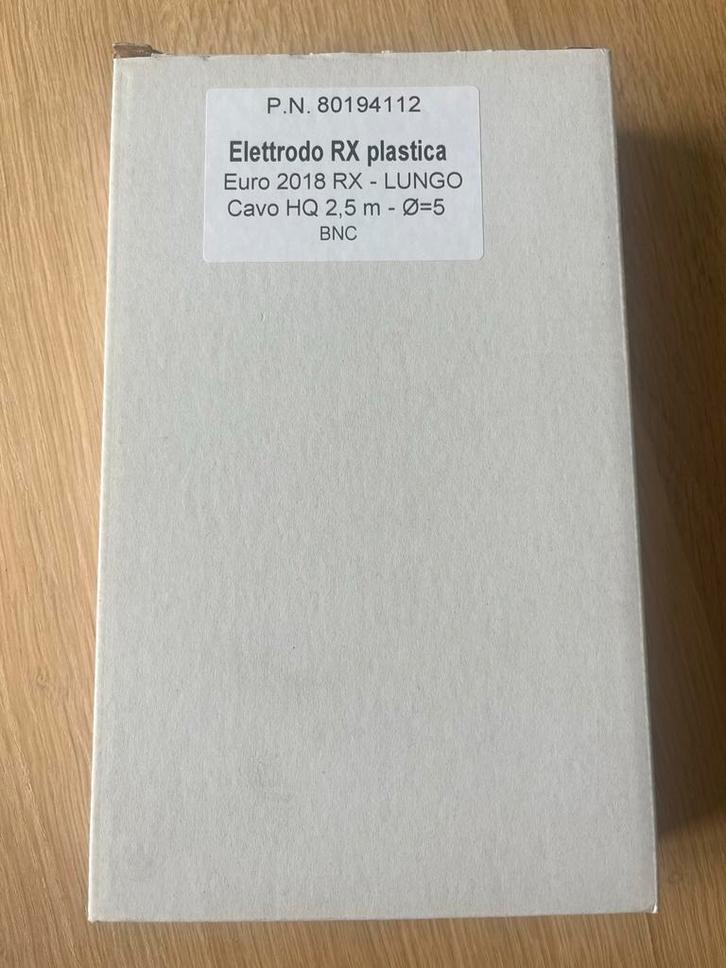 P.N. 80194112
Elettrodo RX plastica
Euro 2018 RX - LUNGO
Cavo HQ 2,5 m - Ø=5
BNC